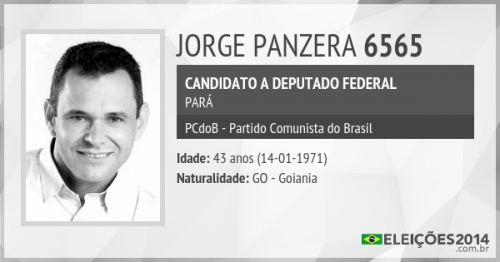 JORGE PANZERA 6565
CANDIDATO A DEPUTADO FEDERAL
PARÁ
PCdoB - Partido Comunista do Brasil
Idade: 43 anos (14-01-1971)
Naturalidade: GO - Goiania
ELEIÇÕES2014
.com.br